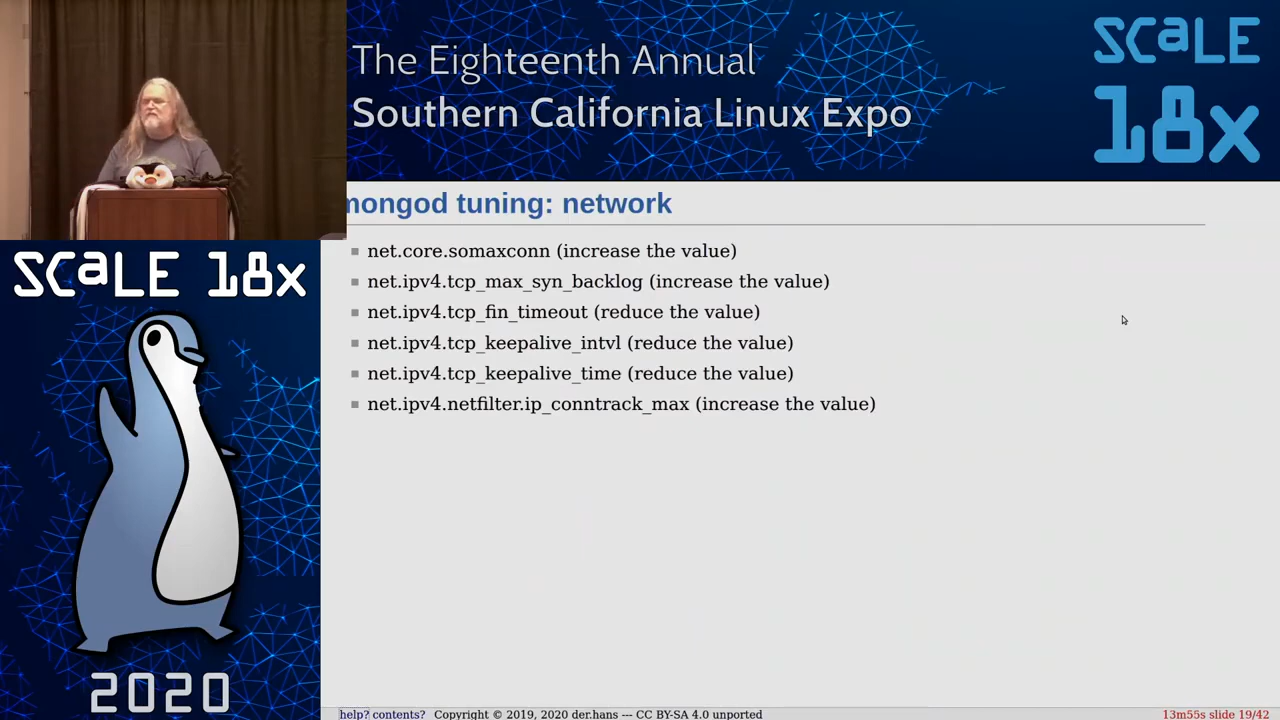 The Eighteenth Annual
Southern California Linux Expo
SCaLE
18x
mongod tuning: network
net.core.somaxconn (increase the value)
net.ipv4.tcp_max_syn_backlog (increase the value)
net.ipv4.tcp_fin_timeout (reduce the value)
net.ipv4.tcp_keepalive_intvl (reduce the value)
net.ipv4.tcp_keepalive_time (reduce the value)
net.ipv4.netfilter.ip_conntrack_max (increase the value)
SCaLE 18x
2020
help? contents? Copyright © 2019, 2020 der.hans --- CC BY-SA 4.0 unported
13m55s slide 19/42